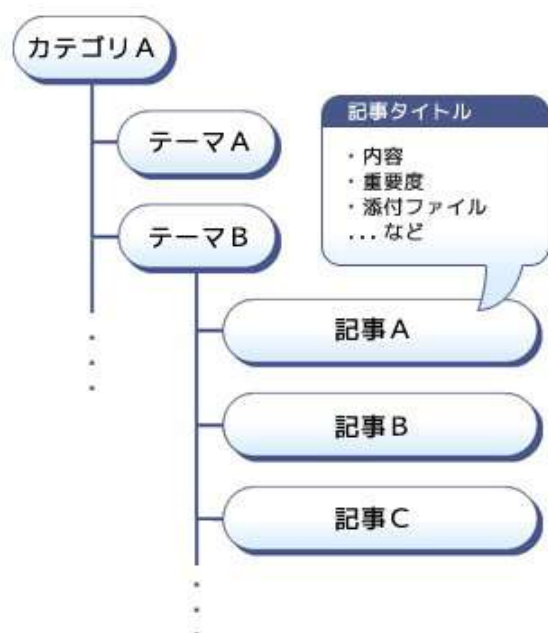 カテゴリA
テーマA
テーマB
記事タイトル
・内容
・重要度
・添付ファイル
...など
記事A
記事B
記事C